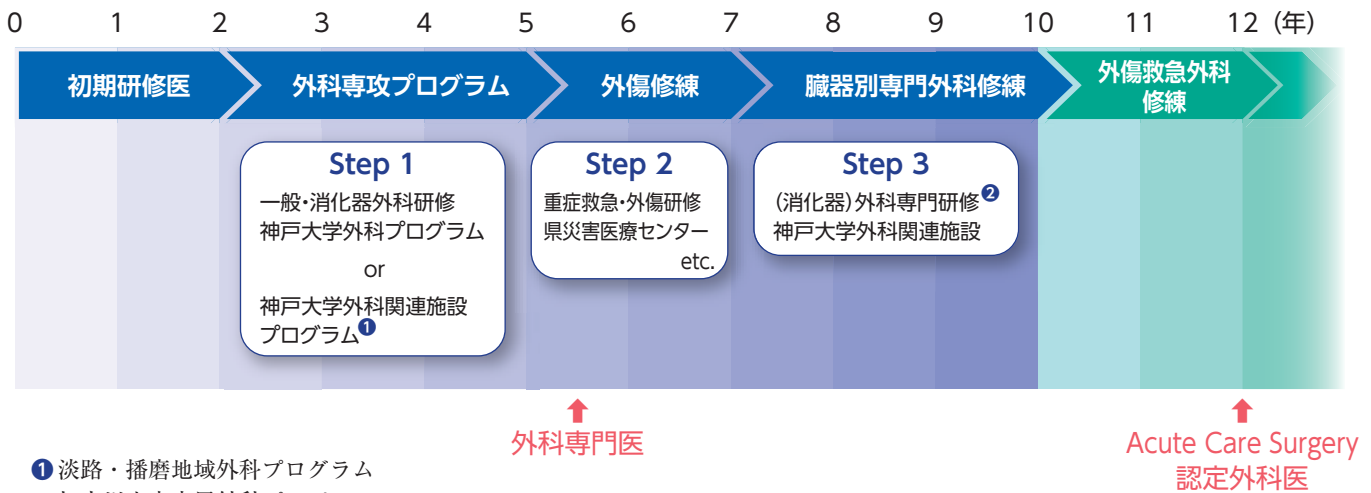 0 1 2 3 4 5 6 7 8 9 10 11 12 (年)
初期研修医
外科専攻プログラム
外傷修練
臓器別専門外科修練
外傷救急外科
修練
Step 1
一般・消化器外科研修
神戸大学外科プログラム
or
神戸大学外科関連施設
プログラム❶
Step 2
重症救急・外傷研修
県災害医療センター
etc.
Step 3
(消化器)外科専門研修❷
神戸大学外科関連施設
外科専門医
Acute Care Surgery
認定外科医
❶淡路・播磨地域外科プログラム